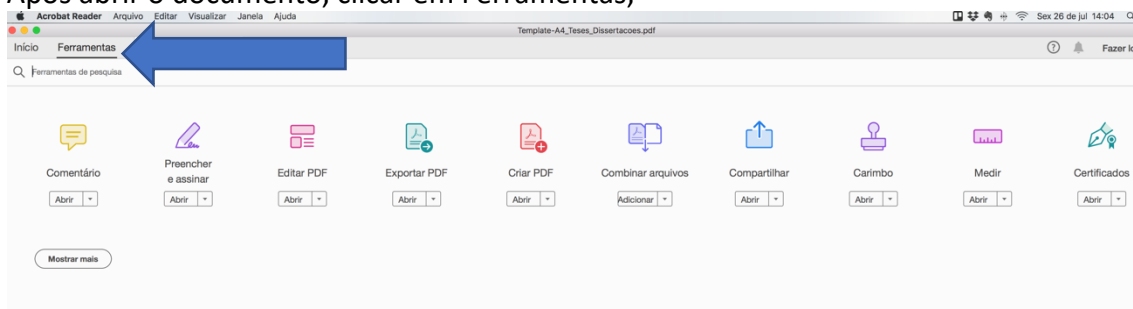 Após abrir o documento, clicar em Ferramentas,
Acrobat Reader Arquivo Editar Visualizar Janela Ajuda Sex 26 de jul 14:04
Template-A4_Teses_Dissertacoes.pdf
Início Ferramentas Fazer lo
Ferramentas de pesquisa
Comentário
Preencher
e assinar
Editar PDF
Exportar PDF
Criar PDF
Combinar arquivos
Compartilhar
Carimbo
Medir
Certificados
Abrir Abrir Abrir Abrir Abrir Adicionar Abrir Abrir Abrir Abrir
Mostrar mais